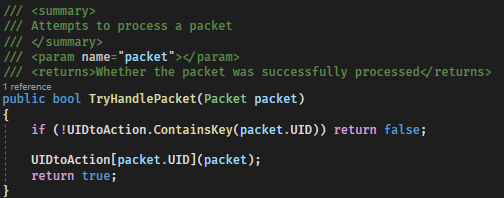 /// <summary>
/// Attempts to process a packet
/// </summary>
/// <param name="packet"></param>
/// <returns>Whether the packet was successfully processed</returns>
1 reference
public bool TryHandlePacket(Packet packet)
{
    if (!UIDtoAction.ContainsKey(packet.UID)) return false;

    UIDtoAction[packet.UID](packet);
    return true;
}